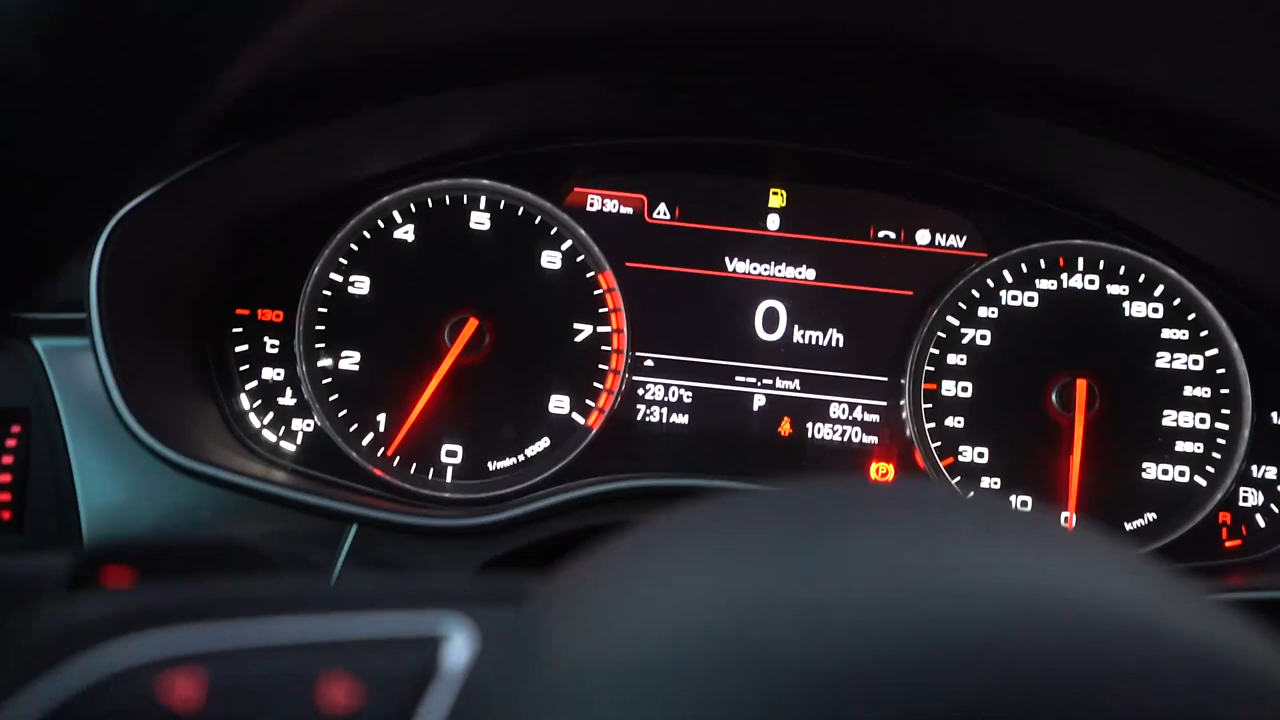 30 km
0
NAV
Velocidade
0 km/h
--.- km/l
+29.0°C
P
60.4 km
7:31 AM
105270 km
(P)
130
°C
90
50
0
1
2
3
4
5
6
7
8
1/min x 1000
0
10
20
30
40
50
60
70
80
100
120
140
160
180
200
220
240
260
280
300
km/h
1/2
R